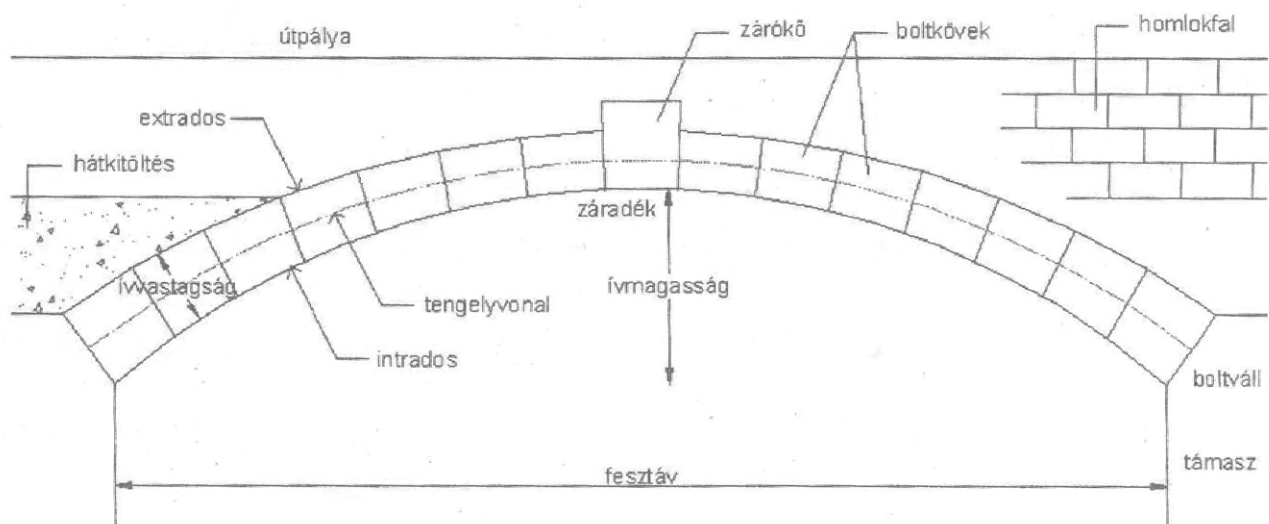 útpálya
zárókő
boltkövek
homlokfal
extrados
hátkitöltés
záradék
ívvastagság
ívmagasság
tengelyvonal
intrados
boltváll
támasz
fesztáv